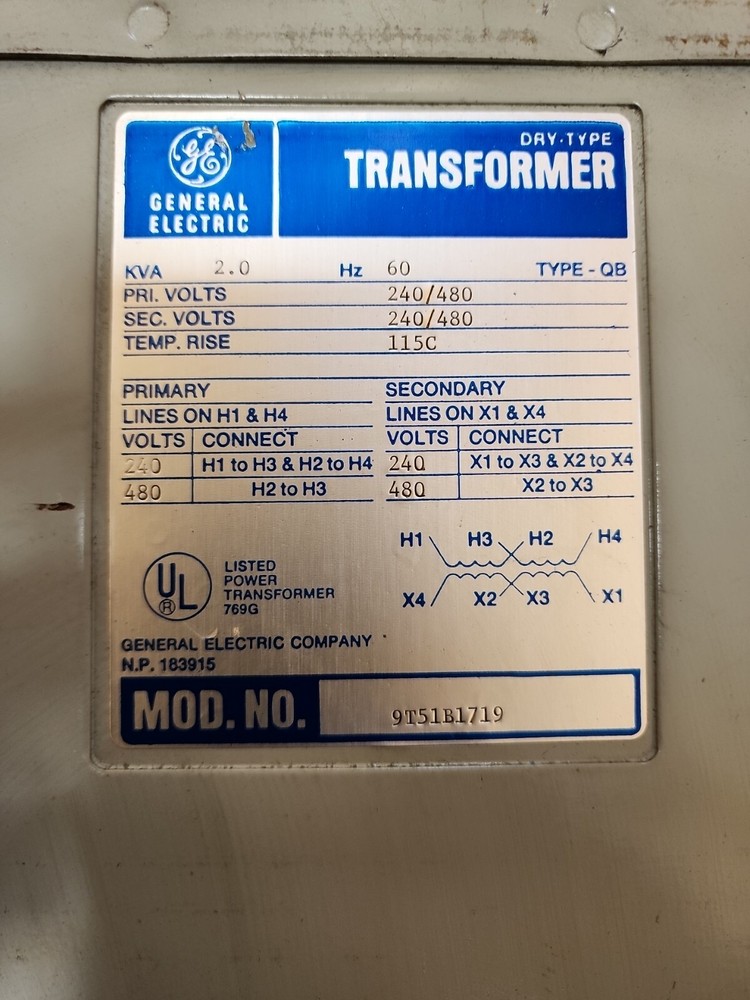 GE
GENERAL
ELECTRIC
DRY-TYPE
TRANSFORMER
KVA 2.0 Hz 60 TYPE - QB
PRI. VOLTS 240/480
SEC. VOLTS 240/480
TEMP. RISE 115C
PRIMARY SECONDARY
LINES ON H1 & H4 LINES ON X1 & X4
VOLTS CONNECT VOLTS CONNECT
240 H1 to H3 & H2 to H4 240 X1 to X3 & X2 to X4
480 H2 to H3 480 X2 to X3
H1 H3 H2 H4
X4 X2 X3 X1
UL ®
LISTED
POWER
TRANSFORMER
769G
GENERAL ELECTRIC COMPANY
N.P. 183915
MOD. NO. 9T51B1719